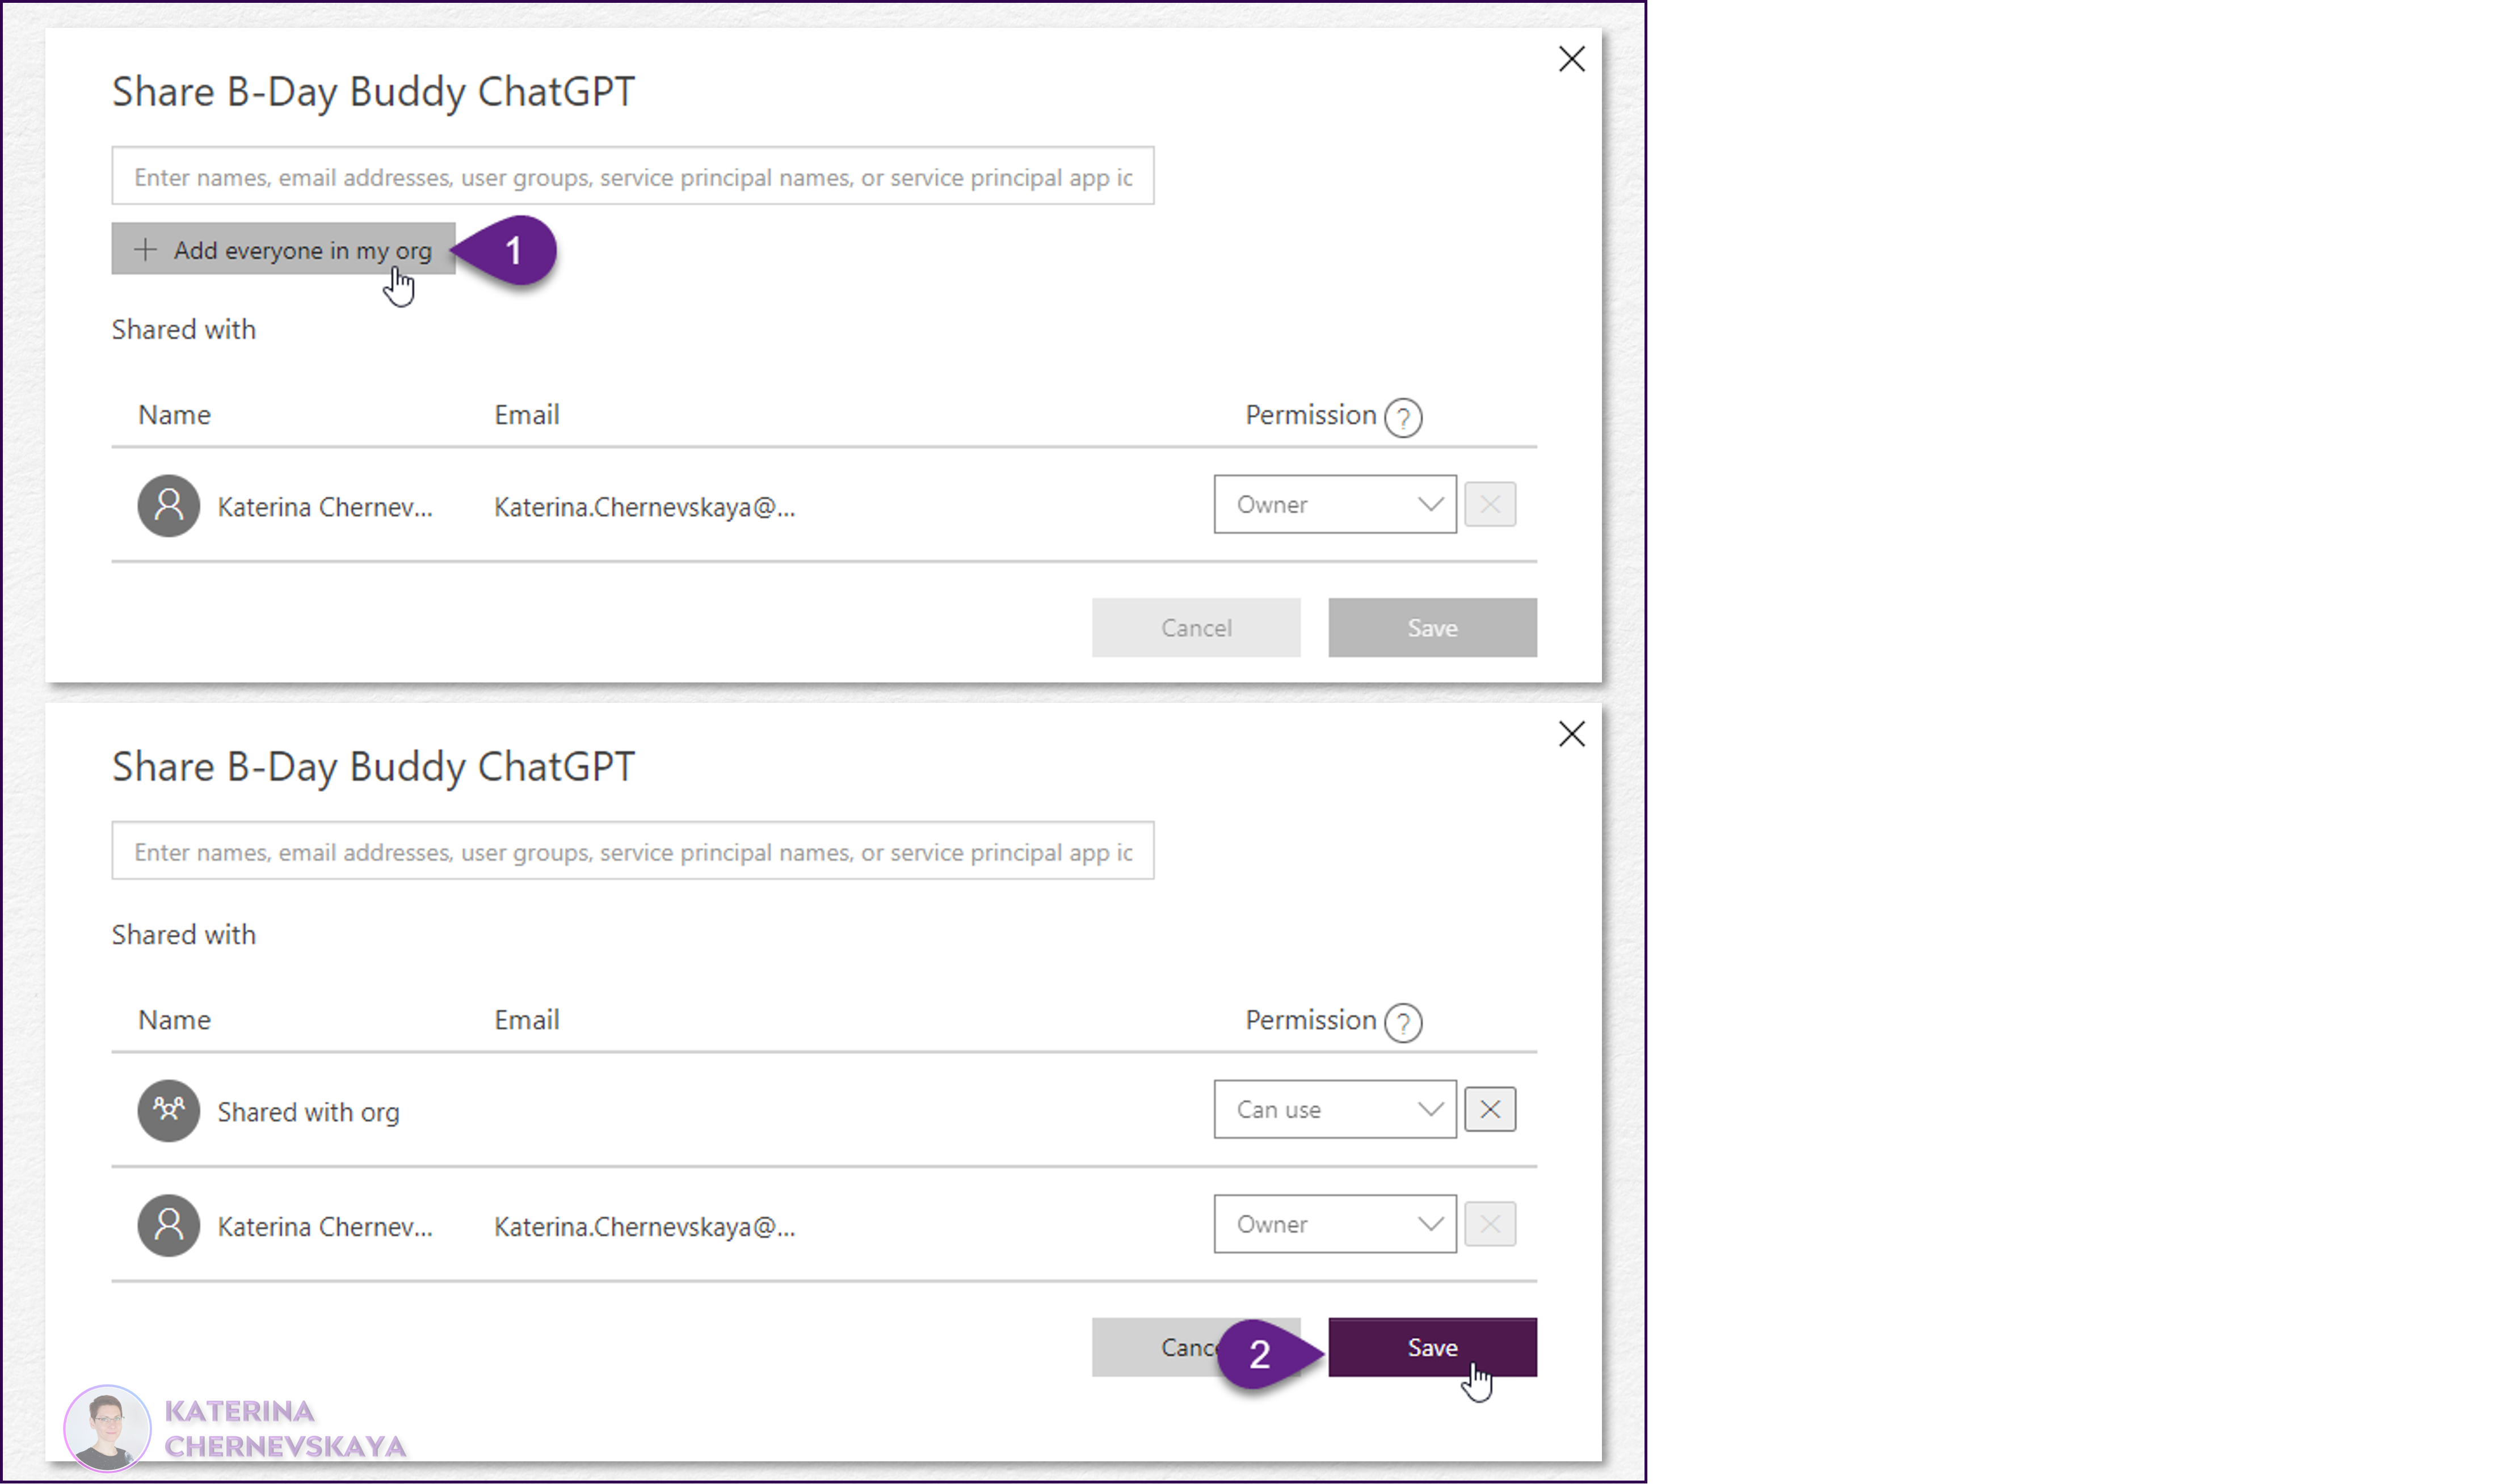 Share B-Day Buddy ChatGPT
Enter names, email addresses, user groups, service principal names, or service principal app
+ Add everyone in my org
1
Shared with
Name Email Permission ?
Katerina Chernev... Katerina.Chernevskaya@... Owner
Cancel Save
Share B-Day Buddy ChatGPT
Enter names, email addresses, user groups, service principal names, or service principal app
Shared with
Name Email Permission ?
Shared with org Can use
Katerina Chernev... Katerina.Chernevskaya@... Owner
2 Save
KATERINA
CHERNEVSKAYA